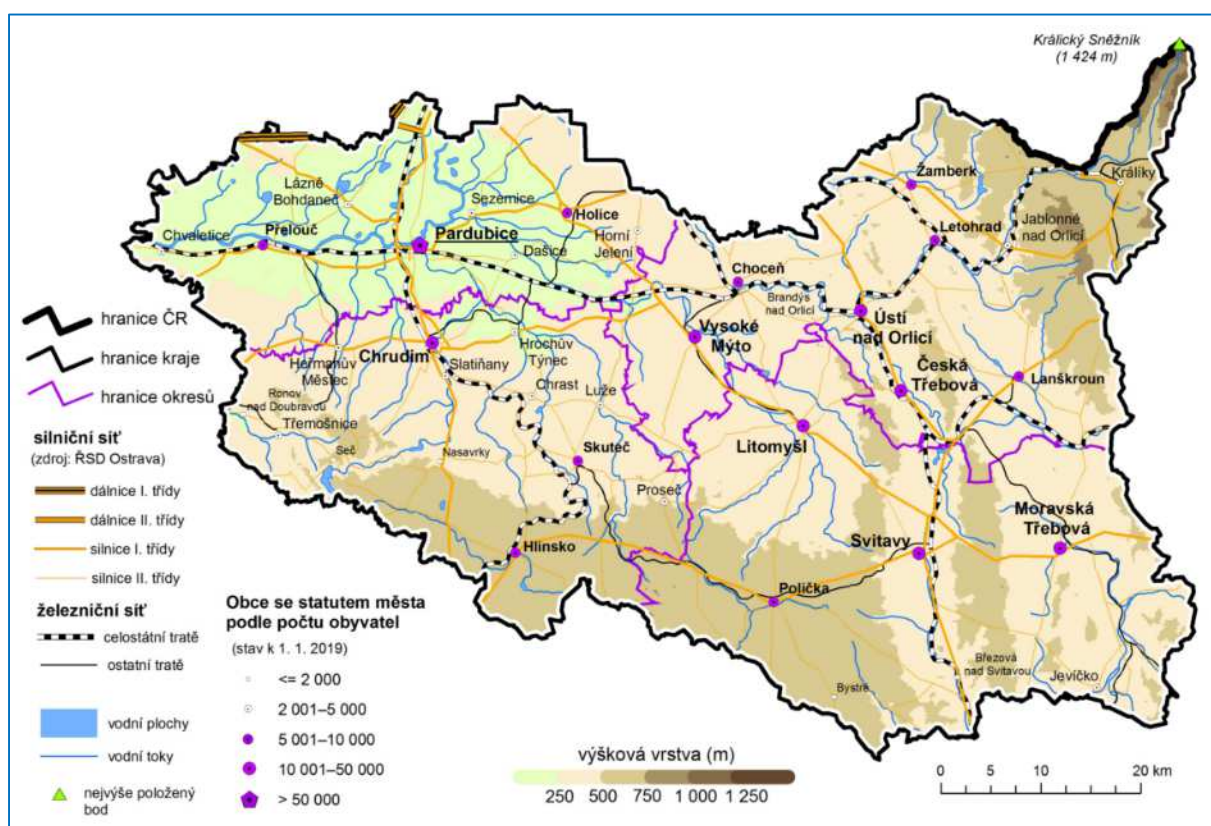 Králický Sněžník
(1 424 m)
Žamberk
Králíky
Lázně
Bohdaneč
Sezemice
Holice
Letohrad
Jablonné
nad Orlicí
Chvaletice
Přelouč
Pardubice
Dašice
Horní
Jelení
Choceň
Brandýs
nad Orlicí
Ústí
nad Orlicí
Vysoké
Mýto
Hrochův
Týnec
Chrudim
Slatiňany
Heřmanův
Městec
Česká
Třebová
Lanškroun
Chrast
Luže
Ronov
nad Doubravou
Třemošnice
Litomyšl
Skuteč
Seč
Nasavrky
Proseč
Moravská
Třebová
Svitavy
Hlinsko
Polička
Březová
nad Svitavou
Jevíčko
Bystré
hranice ČR
hranice kraje
hranice okresů
silniční síť
(zdroj: ŘSD Ostrava)
dálnice I. třídy
dálnice II. třídy
silnice I. třídy
silnice II. třídy
železniční síť
celostátní tratě
ostatní tratě
vodní plochy
vodní toky
nejvýše položený
bod
Obce se statutem města
podle počtu obyvatel
(stav k 1. 1. 2019)
<= 2 000
2 001–5 000
5 001–10 000
10 001–50 000
> 50 000
výšková vrstva (m)
250 500 750 1 000 1 250
0 5 10 20 km